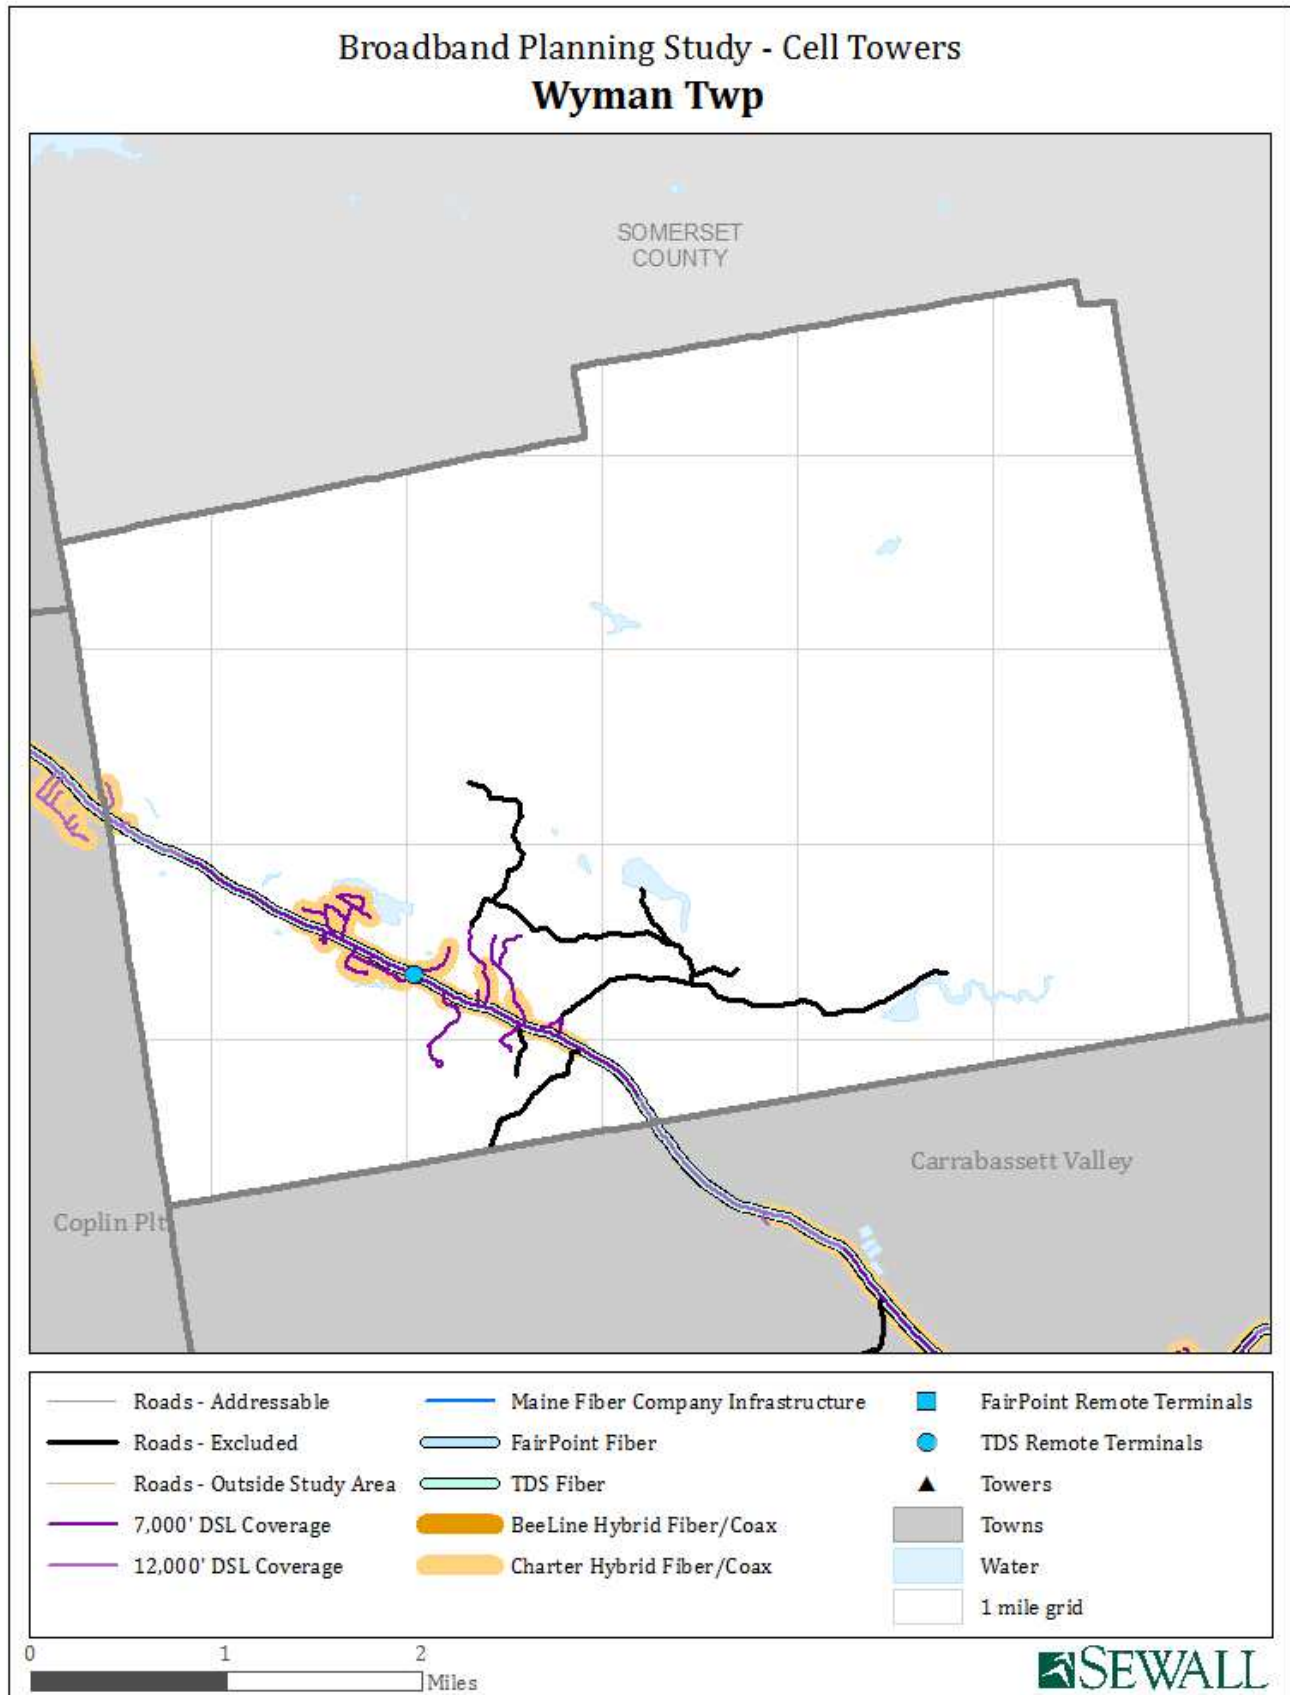 Broadband Planning Study - Cell Towers
Wyman Twp
SOMERSET
COUNTY
Carrabassett Valley
Coplin Plt
Roads - Addressable
Roads - Excluded
Roads - Outside Study Area
7,000' DSL Coverage
12,000' DSL Coverage
Maine Fiber Company Infrastructure
FairPoint Fiber
TDS Fiber
BeeLine Hybrid Fiber/Coax
Charter Hybrid Fiber/Coax
FairPoint Remote Terminals
TDS Remote Terminals
Towers
Towns
Water
1 mile grid
0 1 2
Miles
SEWALL